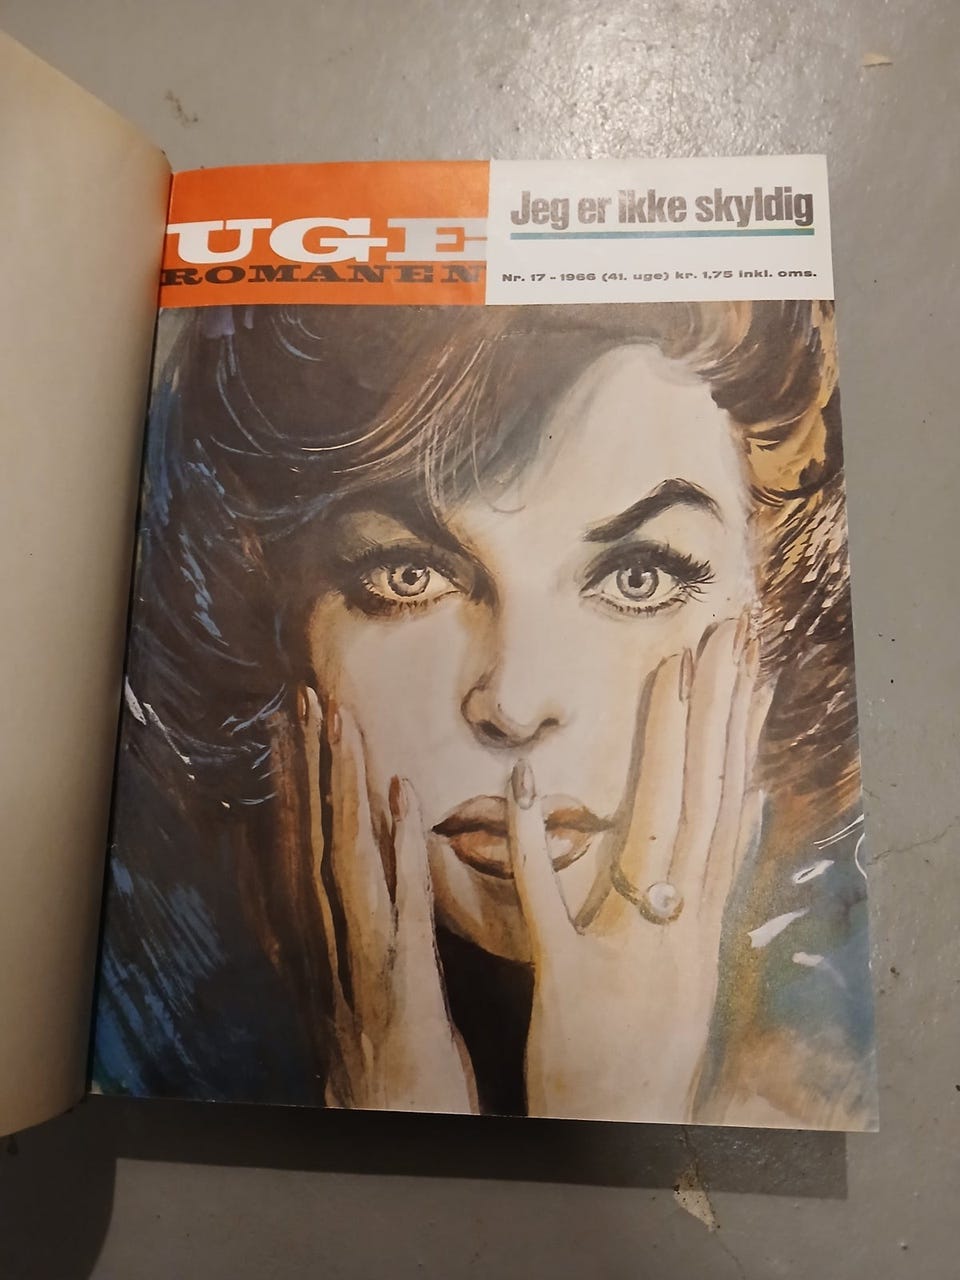 UGE
ROMANEN
Jeg er ikke skyldig
Nr. 17 - 1966 (41. uge) kr. 1,75 inkl. oms.